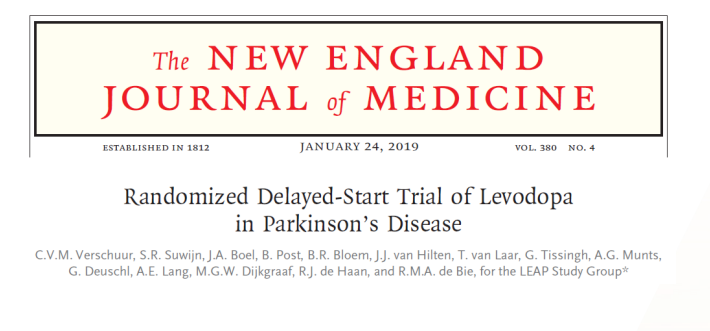 The NEW ENGLAND
JOURNAL of MEDICINE
ESTABLISHED IN 1812 JANUARY 24, 2019 VOL. 380 NO. 4
Randomized Delayed-Start Trial of Levodopa
in Parkinson’s Disease
C.V.M. Verschuur, S.R. Suwijn, J.A. Boel, B. Post, B.R. Bloem, J.J. van Hilten, T. van Laar, G. Tissingh, A.G. Munts,
G. Deuschl, A.E. Lang, M.G.W. Dijkgraaf, R.J. de Haan, and R.M.A. de Bie, for the LEAP Study Group*